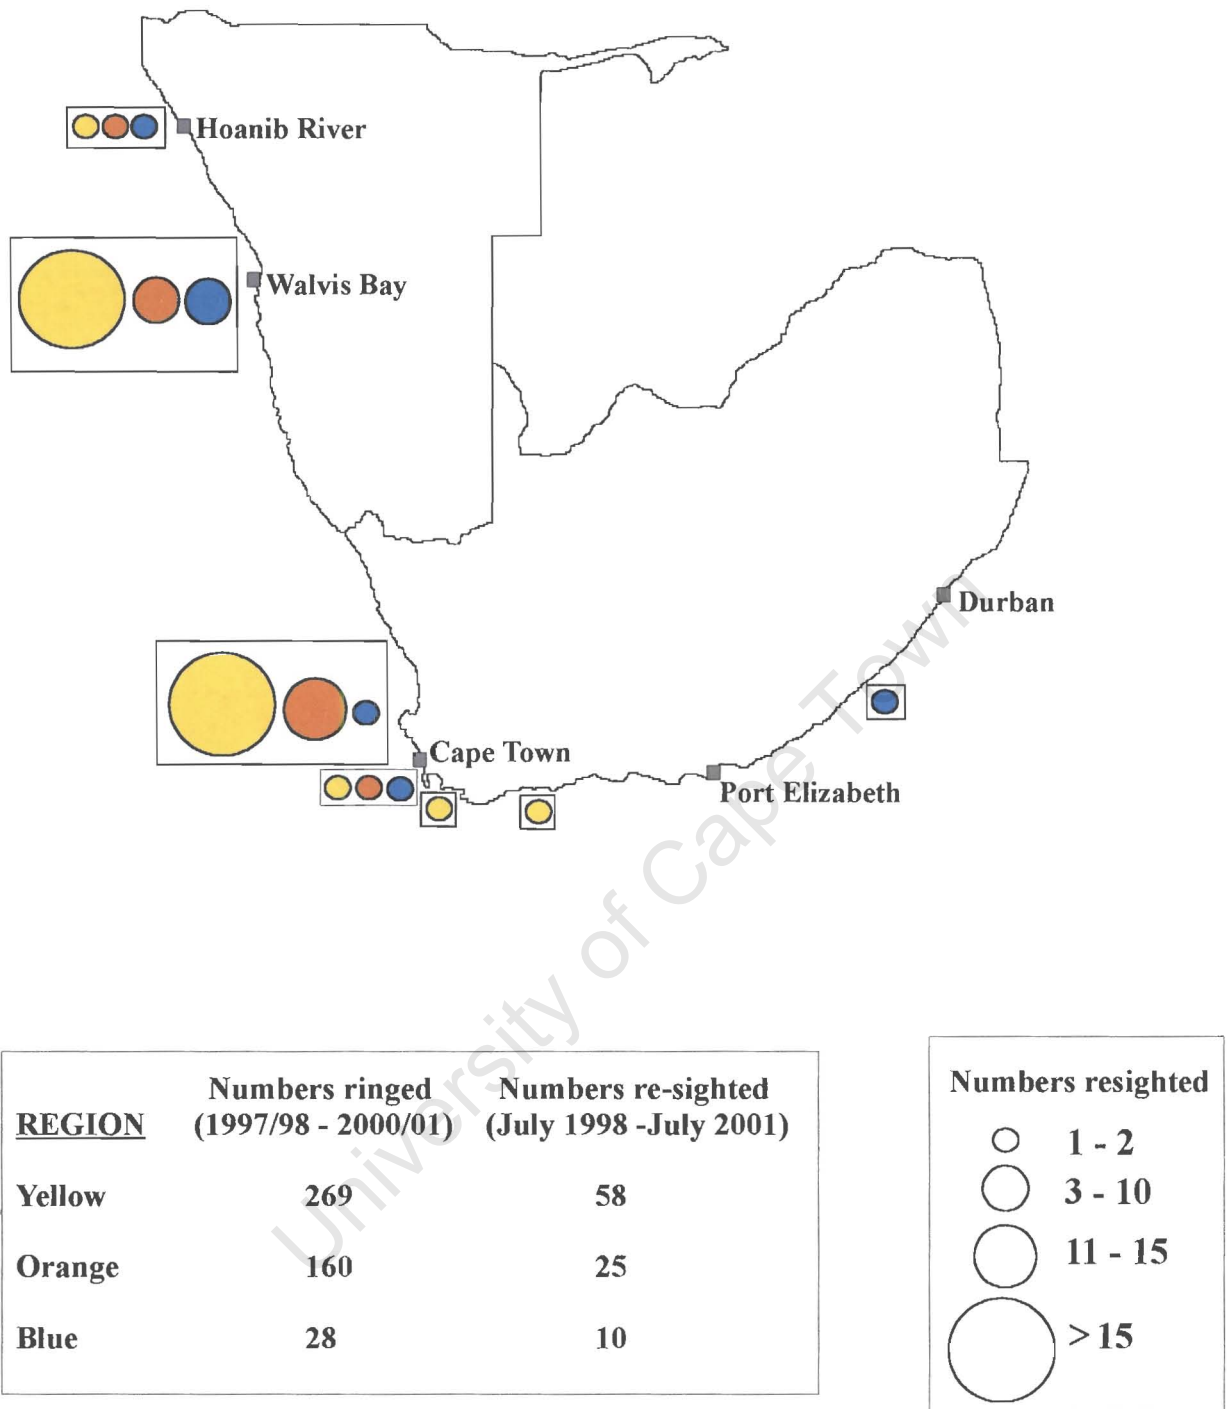 Hoanib River
Walvis Bay
Durban
Cape Town
Port Elizabeth
University of Cape Town
REGION
Numbers ringed
(1997/98 - 2000/01)
Numbers re-sighted
(July 1998 -July 2001)
Yellow 269 58
Orange 160 25
Blue 28 10
Numbers resighted
1 - 2
3 - 10
11 - 15
> 15